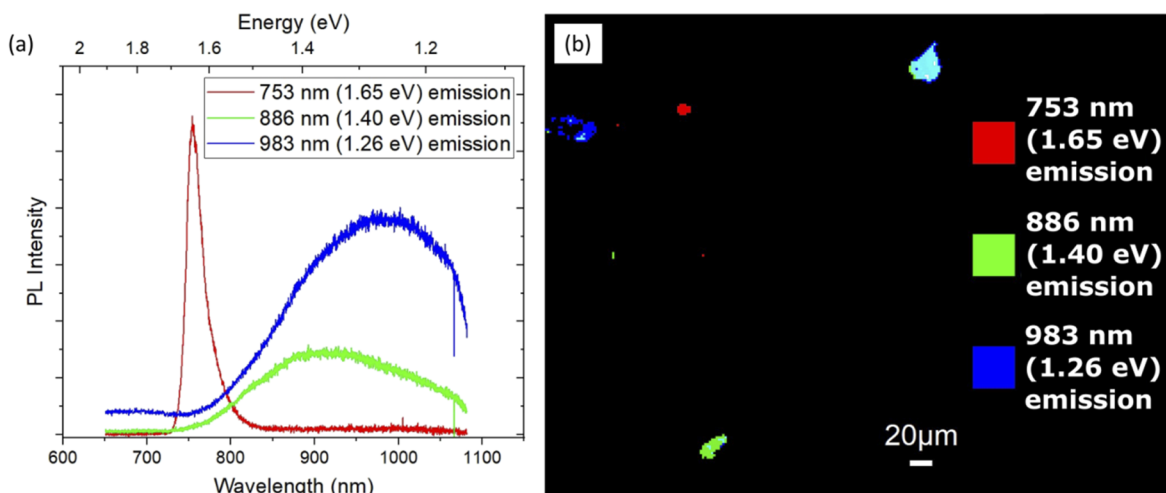 (a)
Energy (eV)
2 1.8 1.6 1.4 1.2
753 nm (1.65 eV) emission
886 nm (1.40 eV) emission
983 nm (1.26 eV) emission
PL Intensity
600 700 800 900 1000 1100
Wavelength (nm)
(b)
753 nm
(1.65 eV)
emission
886 nm
(1.40 eV)
emission
983 nm
(1.26 eV)
emission
20μm